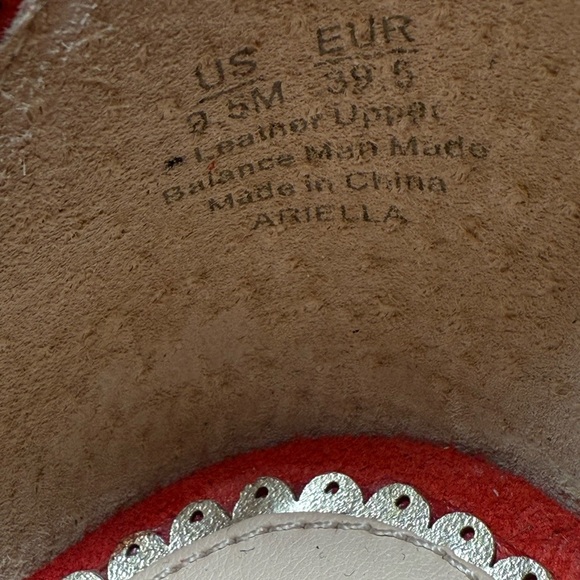 US EUR
9.5M 39.5
Leather Upper
Balance Man Made
Made in China
ARIELLA